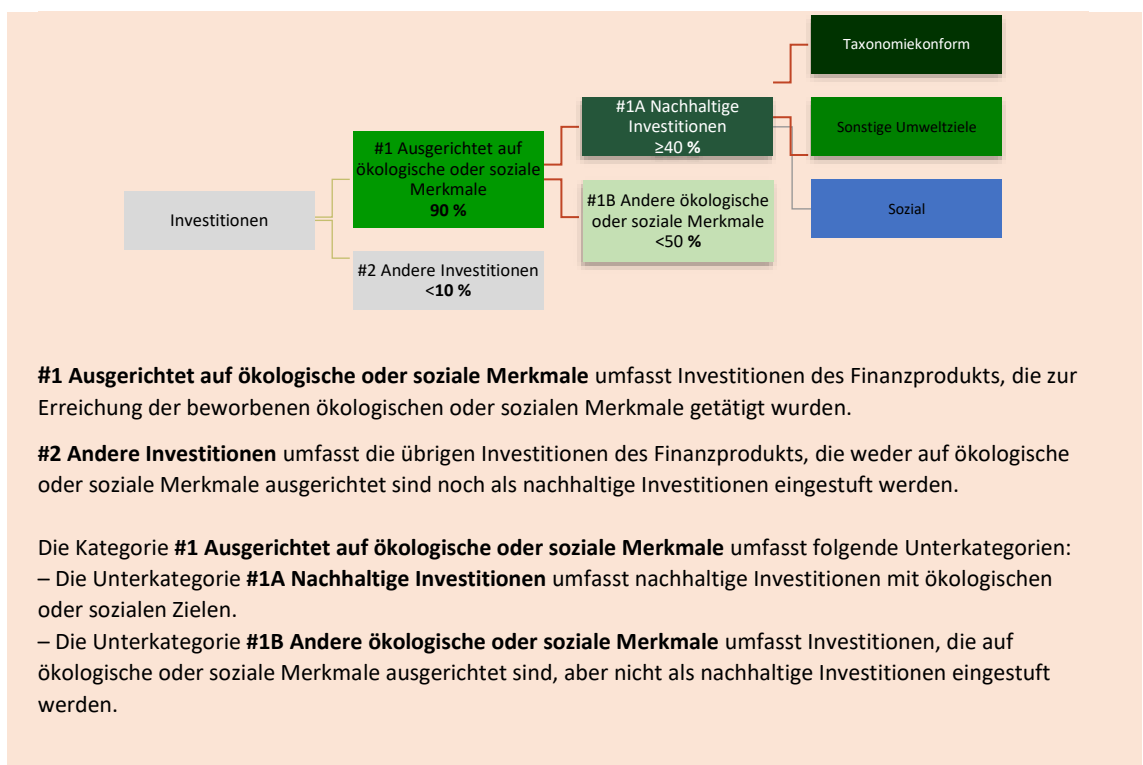 Taxonomiekonform
#1A Nachhaltige
Investitionen
≥40 %
Sonstige Umweltziele
#1 Ausgerichtet auf
ökologische oder soziale
Merkmale
90 %
#1B Andere ökologische
oder soziale Merkmale
<50 %
Sozial
Investitionen
#2 Andere Investitionen
<10 %
#1 Ausgerichtet auf ökologische oder soziale Merkmale umfasst Investitionen des Finanzprodukts, die zur
Erreichung der beworbenen ökologischen oder sozialen Merkmale getätigt wurden.
#2 Andere Investitionen umfasst die übrigen Investitionen des Finanzprodukts, die weder auf ökologische
oder soziale Merkmale ausgerichtet sind noch als nachhaltige Investitionen eingestuft werden.
Die Kategorie #1 Ausgerichtet auf ökologische oder soziale Merkmale umfasst folgende Unterkategorien:
– Die Unterkategorie #1A Nachhaltige Investitionen umfasst nachhaltige Investitionen mit ökologischen
oder sozialen Zielen.
– Die Unterkategorie #1B Andere ökologische oder soziale Merkmale umfasst Investitionen, die auf
ökologische oder soziale Merkmale ausgerichtet sind, aber nicht als nachhaltige Investitionen eingestuft
werden.